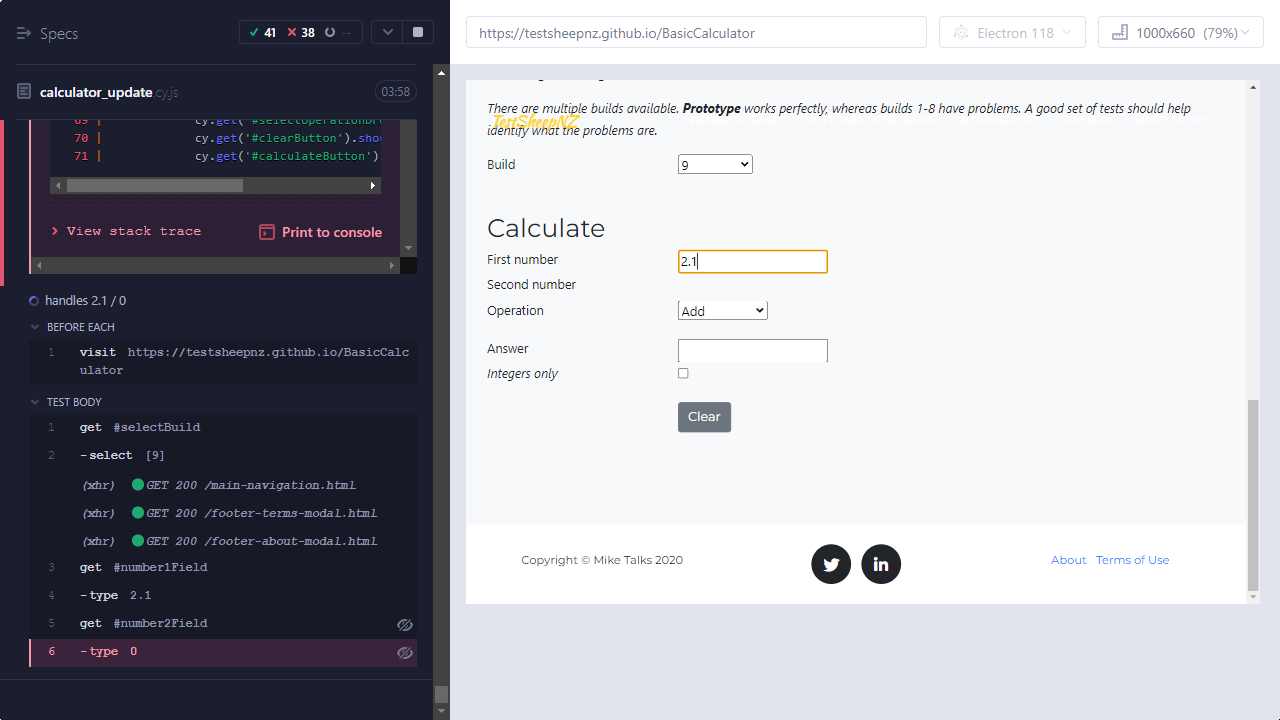 Specs
41 38 --
calculator_update.cy.js
03:58
cy.get('#selectOperationDr
70 | cy.get('#clearButton').shou
71 | cy.get('#calculateButton')
View stack trace
Print to console
handles 2.1 / 0
BEFORE EACH
1 visit https://testsheepnz.github.io/BasicCalc
ulator
TEST BODY
1 get #selectBuild
2 -select [9]
(xhr) GET 200 /main-navigation.html
(xhr) GET 200 /footer-terms-modal.html
(xhr) GET 200 /footer-about-modal.html
3 get #number1Field
4 -type 2.1
5 get #number2Field
6 -type 0
https://testsheepnz.github.io/BasicCalculator
Electron 118
1000x660 (79%)
There are multiple builds available. Prototype works perfectly, whereas builds 1-8 have problems. A good set of tests should help
TestSheepNZ
identify what the problems are.
Build
9
Calculate
First number
2.1
Second number
Operation
Add
Answer
Integers only
Clear
Copyright © Mike Talks 2020
About Terms of Use